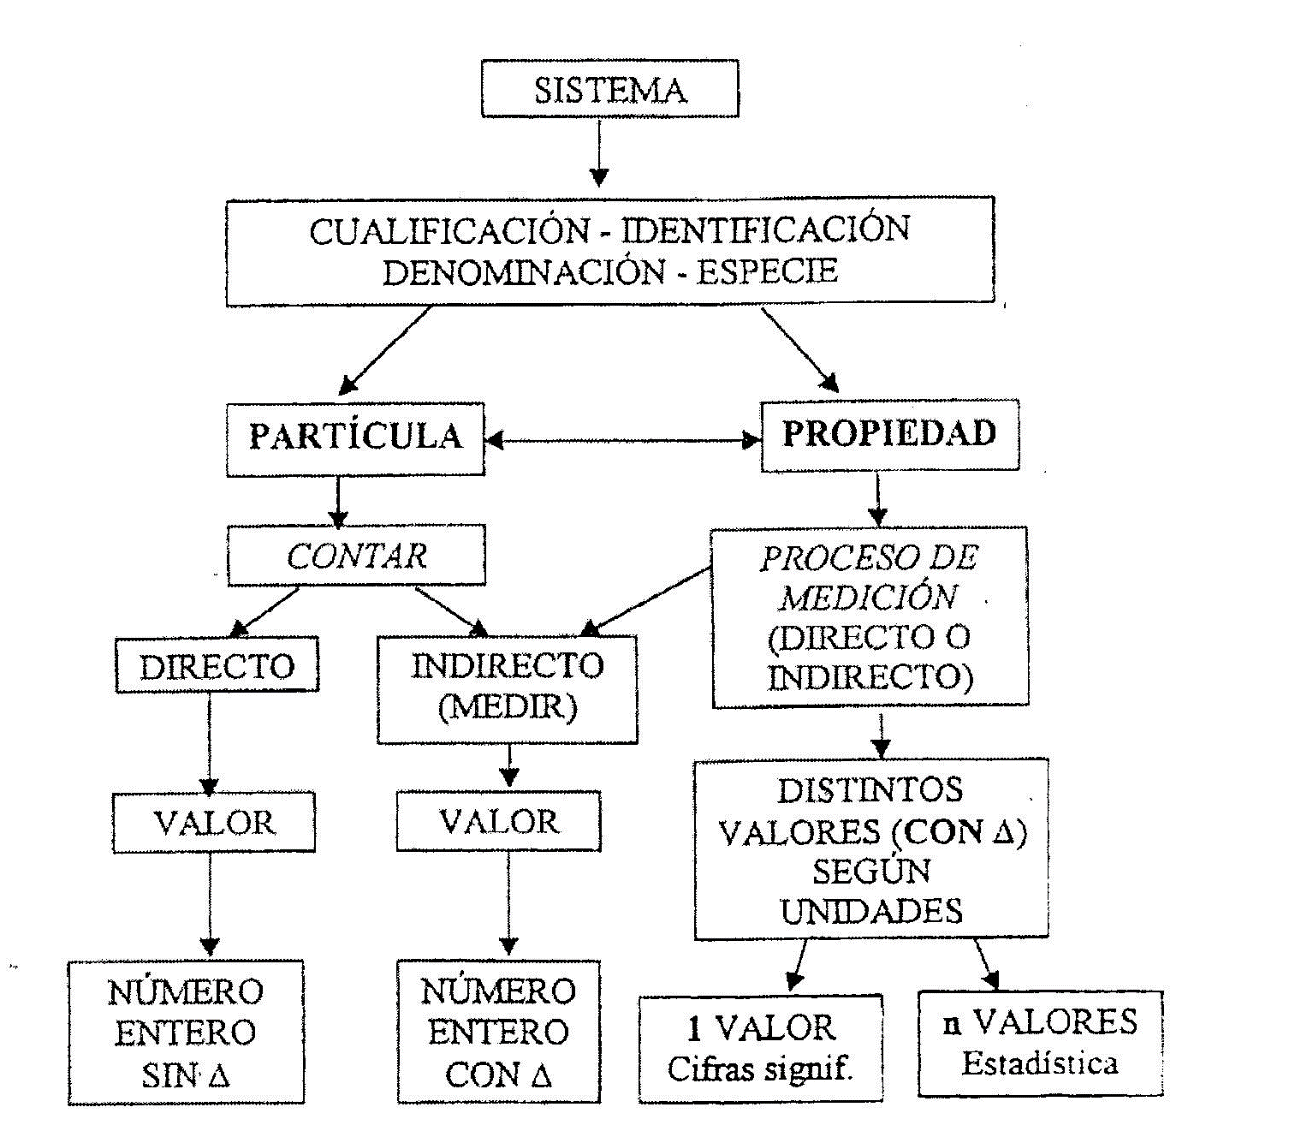 SISTEMA
CUALIFICACIÓN - IDENTIFICACIÓN
DENOMINACIÓN - ESPECIE
PARTÍCULA
PROPIEDAD
CONTAR
PROCESO DE
MEDICIÓN
(DIRECTO O
INDIRECTO)
DIRECTO
INDIRECTO
(MEDIR)
VALOR
VALOR
DISTINTOS
VALORES (CON Δ)
SEGÚN
UNIDADES
NÚMERO
ENTERO
SIN Δ
NÚMERO
ENTERO
CON Δ
1 VALOR
Cifras signif.
n VALORES
Estadística